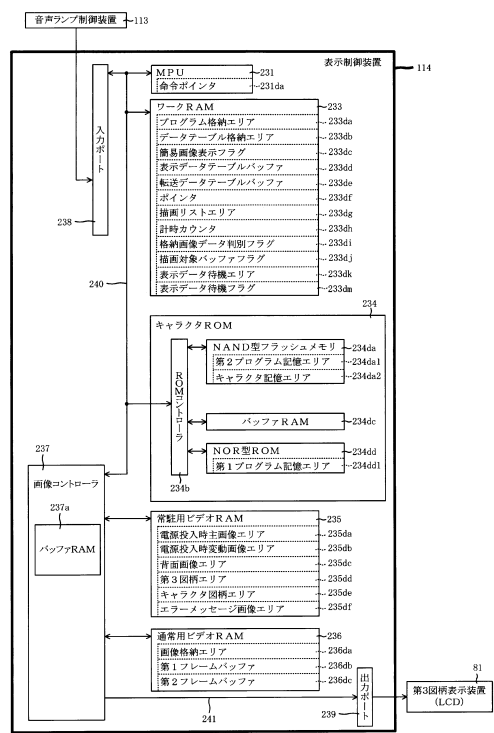 音声ランプ制御装置
113
表示制御装置
114
MPU
231
命令ポインタ
231da
入力ポート
238
ワークRAM
233
プログラム格納エリア
233da
データテーブル格納エリア
233db
簡易画像表示フラグ
233dc
表示データテーブルバッファ
233dd
転送データテーブルバッファ
233de
ポインタ
233df
描画リストエリア
233dg
計時カウンタ
233dh
格納画像データ判別フラグ
233di
描画対象バッファフラグ
233dj
表示データ待機エリア
233dk
表示データ待機フラグ
233dm
240
234
キャラクタROM
NAND型フラッシュメモリ
234da
第2プログラム記憶エリア
234da1
キャラクタ記憶エリア
234da2
ROMコントローラ
234b
バッファRAM
234dc
NOR型ROM
234dd
第1プログラム記憶エリア
234dd1
237
画像コントローラ
237a
バッファRAM
常駐用ビデオRAM
235
電源投入時主画像エリア
235da
電源投入時変動画像エリア
235db
背面画像エリア
235dc
第3図柄エリア
235dd
キャラクタ図柄エリア
235de
エラーメッセージ画像エリア
235df
通常用ビデオRAM
236
画像格納エリア
236da
第1フレームバッファ
236db
第2フレームバッファ
236dc
241
出力ポート
239
81
第3図柄表示装置
(LCD)